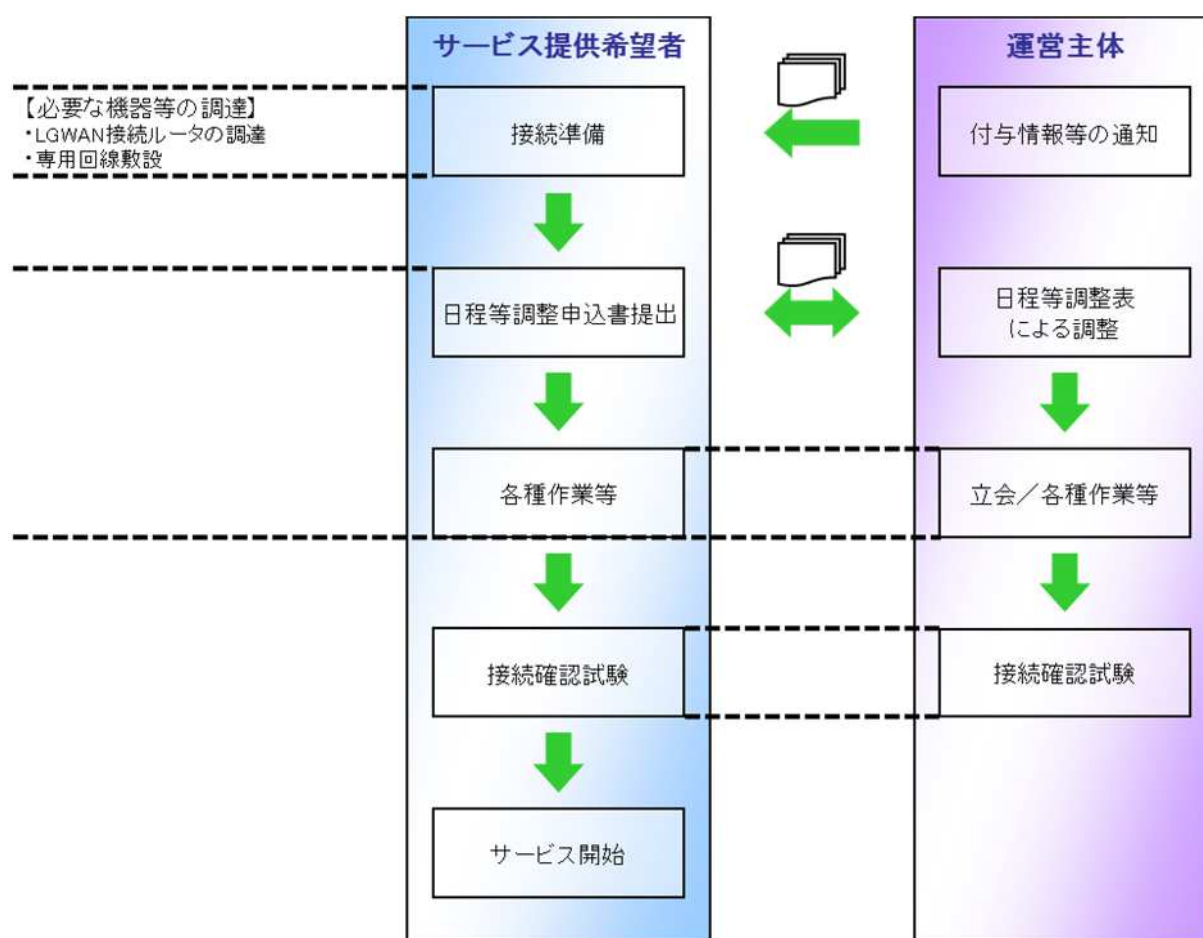 サービス提供希望者
運営主体
【必要な機器等の調達】
・LGWAN接続ルータの調達
・専用回線敷設
接続準備
付与情報等の通知
日程等調整申込書提出
日程等調整表
による調整
各種作業等
立会／各種作業等
接続確認試験
接続確認試験
サービス開始